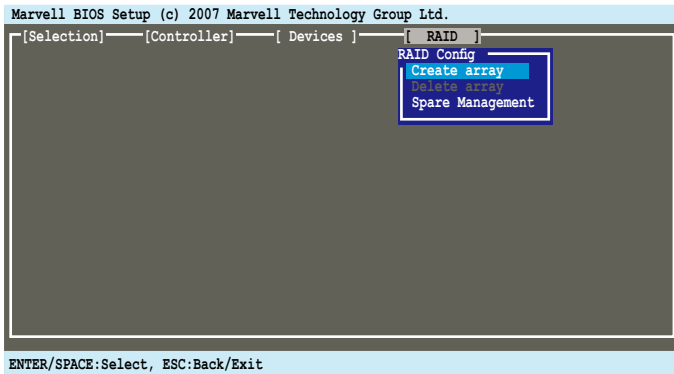 Marvell BIOS Setup (c) 2007 Marvell Technology Group Ltd.
[Selection] [Controller] [ Devices ] [ RAID ]
RAID Config
Create array
Delete array
Spare Management
ENTER/SPACE:Select, ESC:Back/Exit